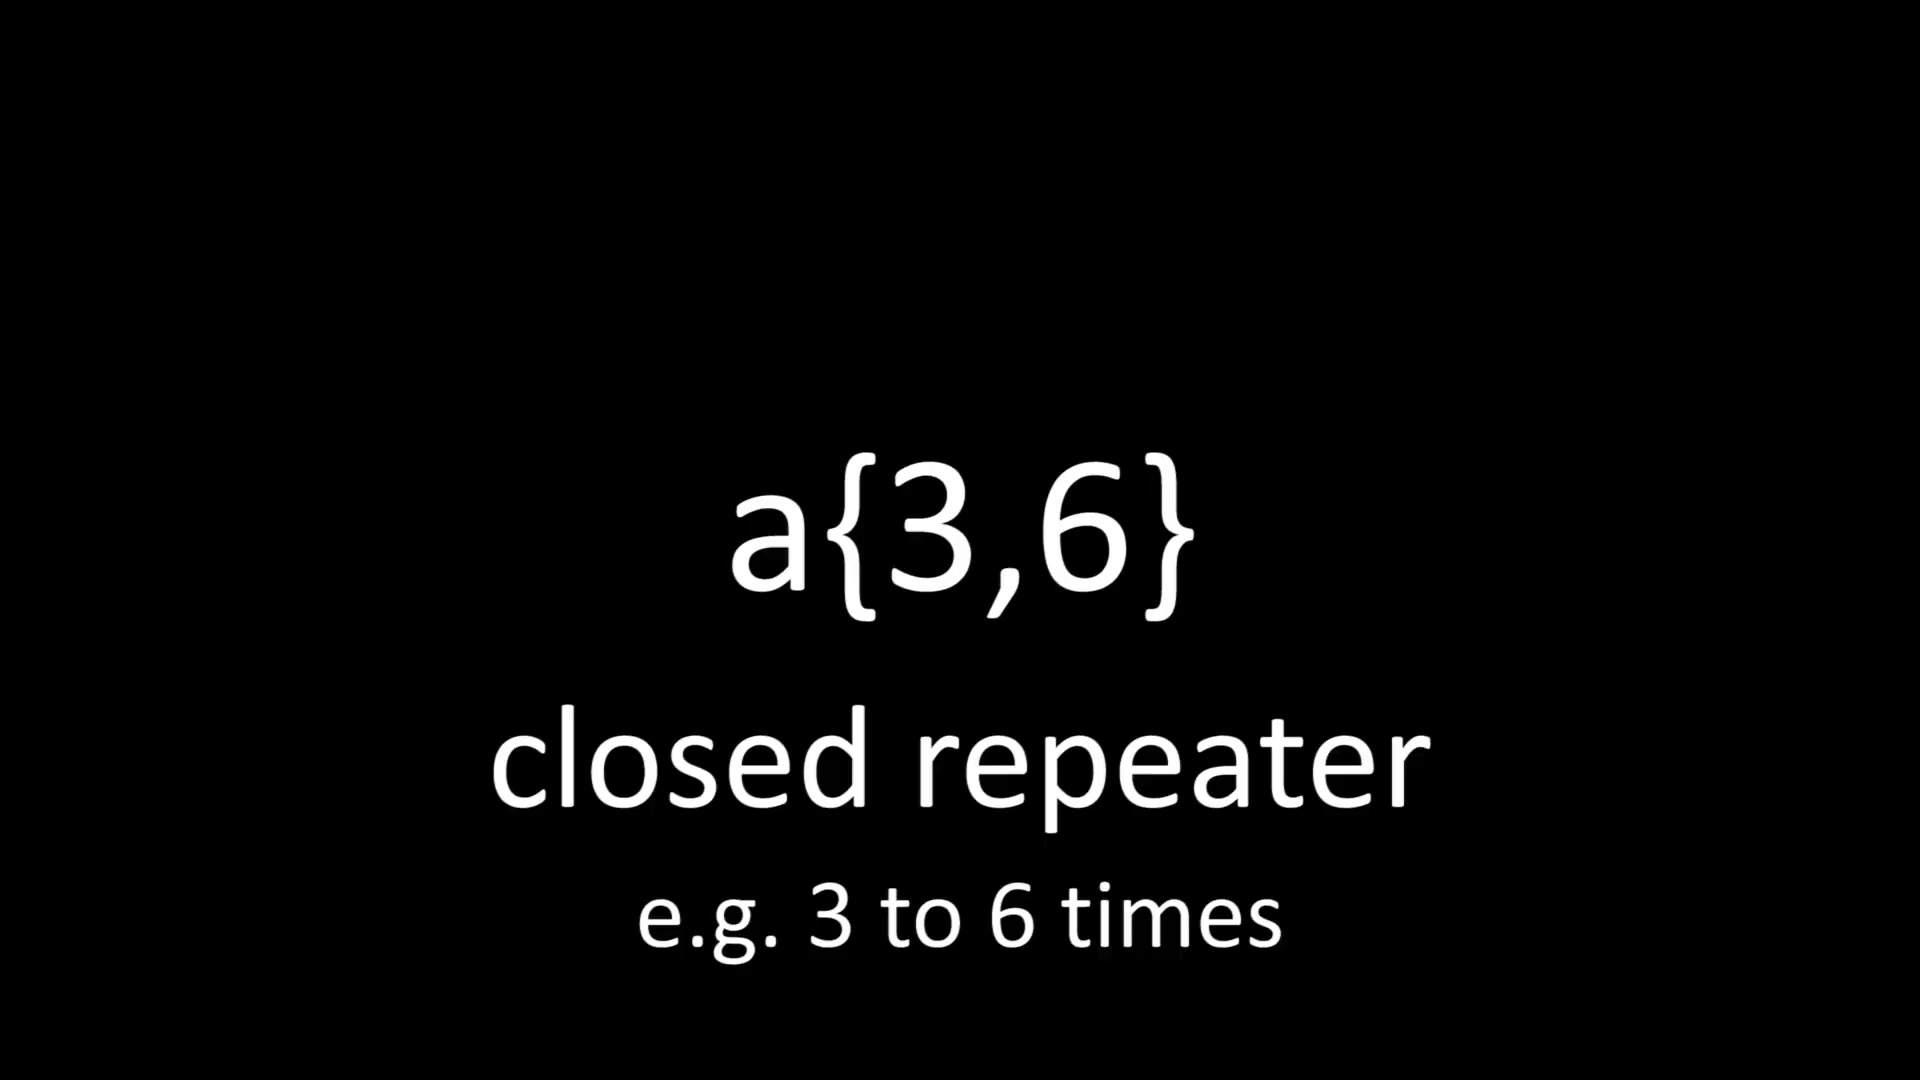 a{3,6}
closed repeater
e.g. 3 to 6 times